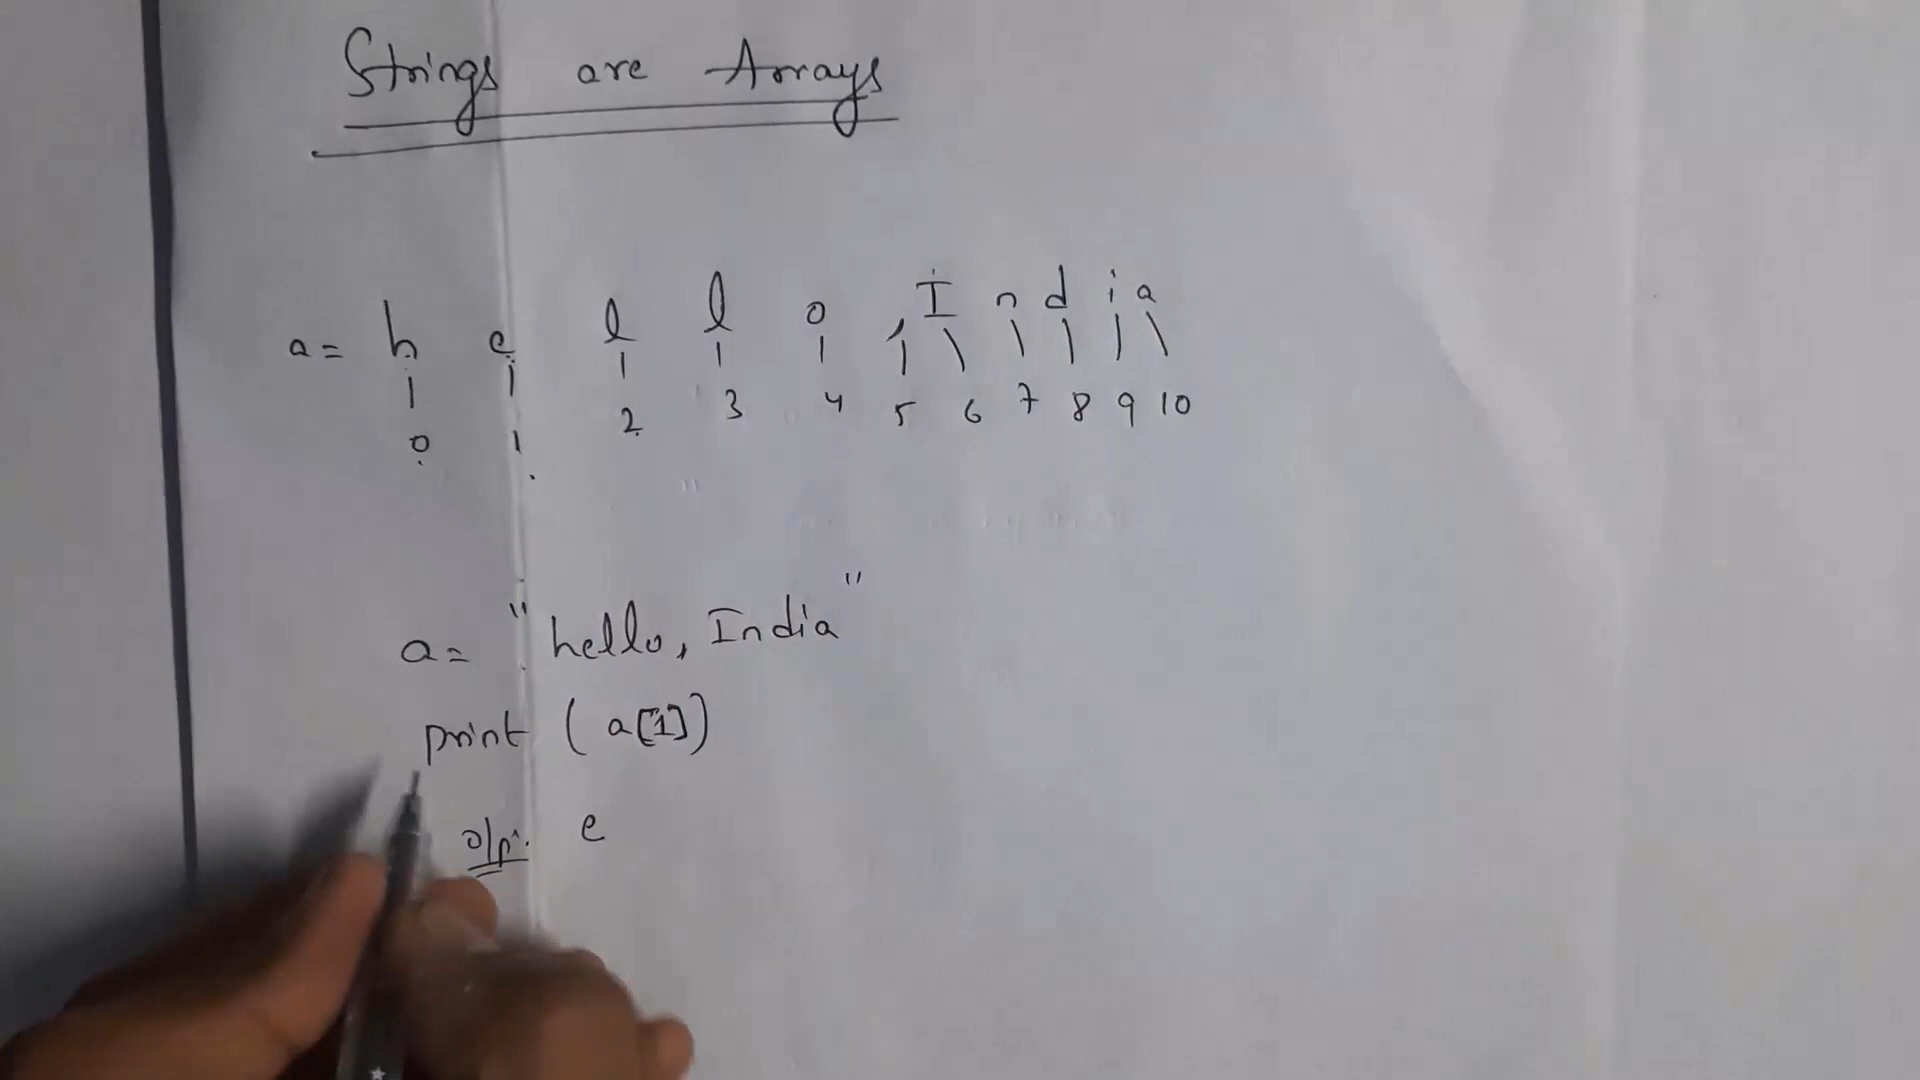 Strings are Arrays
a= h e l l o , I n d i a
0 1 2 3 4 5 6 7 8 9 10
a= "hello, India"
print (a[1])
o/p: e